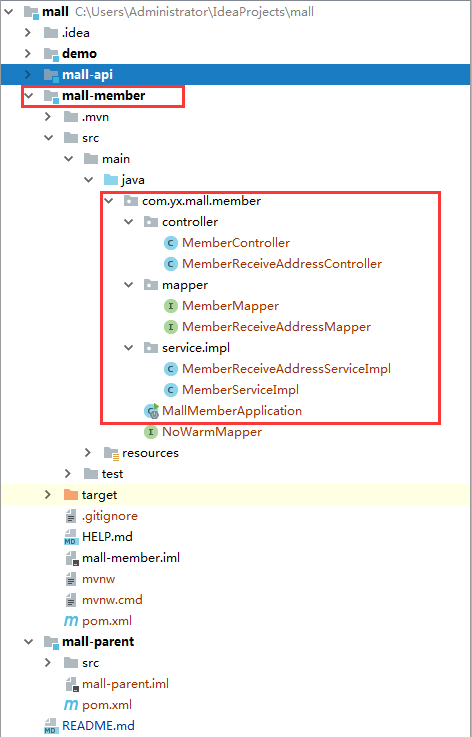 mall C:\Users\Administrator\IdeaProjects\mall
.idea
demo
mall-api
mall-member
.mvn
src
main
java
com.yx.mall.member
controller
MemberController
MemberReceiveAddressController
mapper
MemberMapper
MemberReceiveAddressMapper
service.impl
MemberReceiveAddressServiceImpl
MemberServiceImpl
MallMemberApplication
NoWarmMapper
resources
test
target
.gitignore
HELP.md
mall-member.iml
mvnw
mvnw.cmd
pom.xml
mall-parent
src
mall-parent.iml
pom.xml
README.md